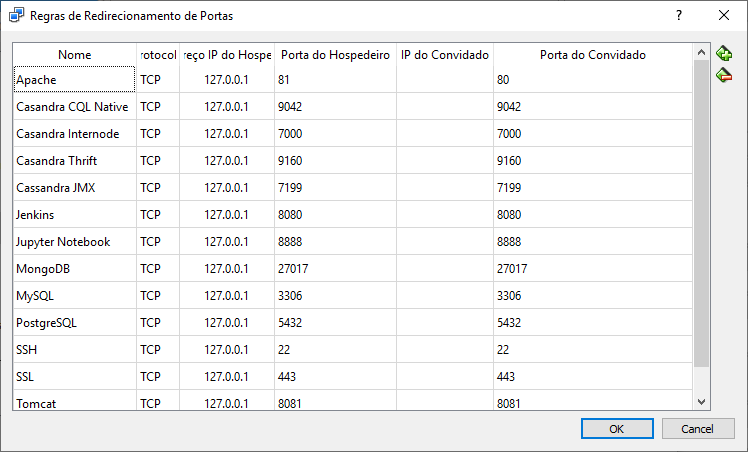 Regras de Redirecionamento de Portas ?
Nome rotocol reço IP do Hospe Porta do Hospedeiro IP do Convidado Porta do Convidado
Apache TCP 127.0.0.1 81 80
Casandra CQL Native TCP 127.0.0.1 9042 9042
Casandra Internode TCP 127.0.0.1 7000 7000
Casandra Thrift TCP 127.0.0.1 9160 9160
Cassandra JMX TCP 127.0.0.1 7199 7199
Jenkins TCP 127.0.0.1 8080 8080
Jupyter Notebook TCP 127.0.0.1 8888 8888
MongoDB TCP 127.0.0.1 27017 27017
MySQL TCP 127.0.0.1 3306 3306
PostgreSQL TCP 127.0.0.1 5432 5432
SSH TCP 127.0.0.1 22 22
SSL TCP 127.0.0.1 443 443
Tomcat TCP 127.0.0.1 8081 8081
OK Cancel